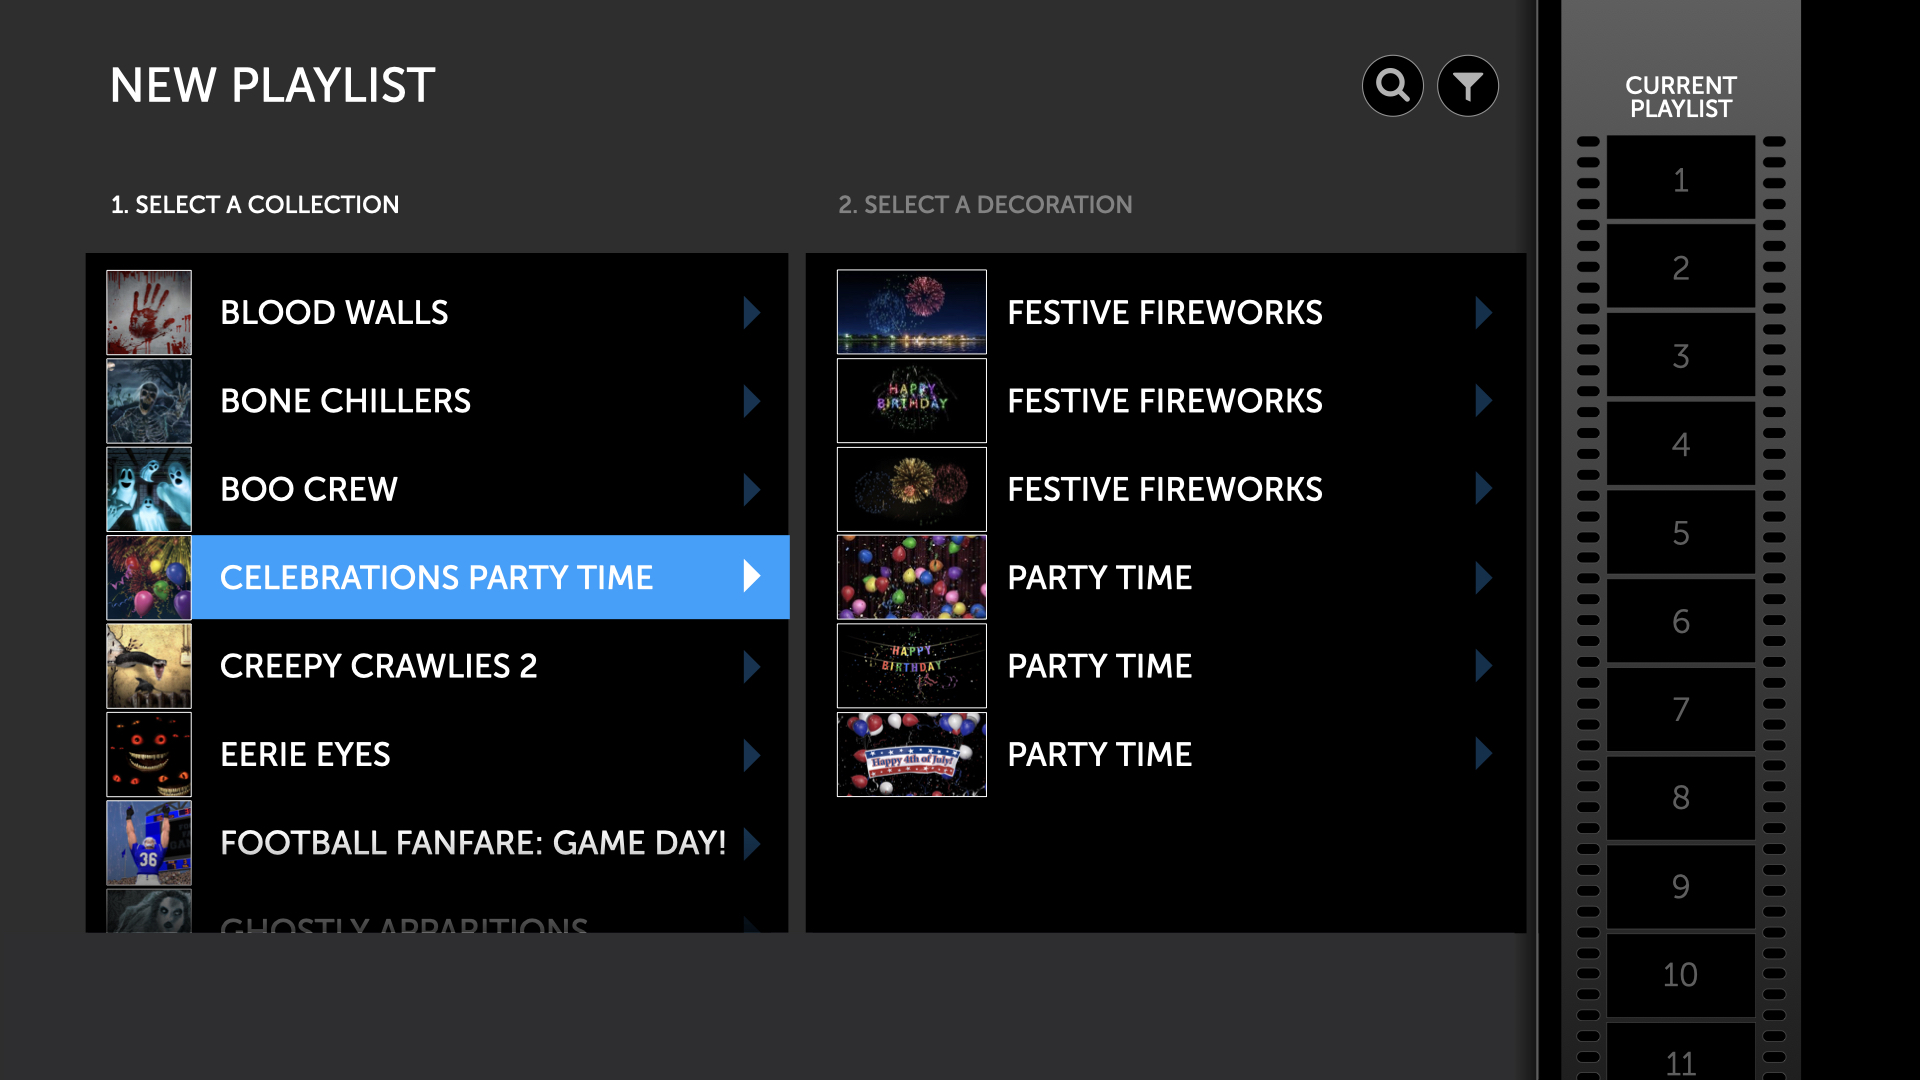 NEW PLAYLIST
1. SELECT A COLLECTION
BLOOD WALLS
BONE CHILLERS
BOO CREW
CELEBRATIONS PARTY TIME
CREEPY CRAWLIES 2
EERIE EYES
36
FOOTBALL FANFARE: GAME DAY!
GHOSTLY APPARITIONS
2. SELECT A DECORATION
FESTIVE FIREWORKS
HAPPY
BIRTHDAY
FESTIVE FIREWORKS
FESTIVE FIREWORKS
PARTY TIME
HAPPY
BIRTHDAY
PARTY TIME
Happy 4th of July!
PARTY TIME
CURRENT
PLAYLIST
1
2
3
4
5
6
7
8
9
10
11